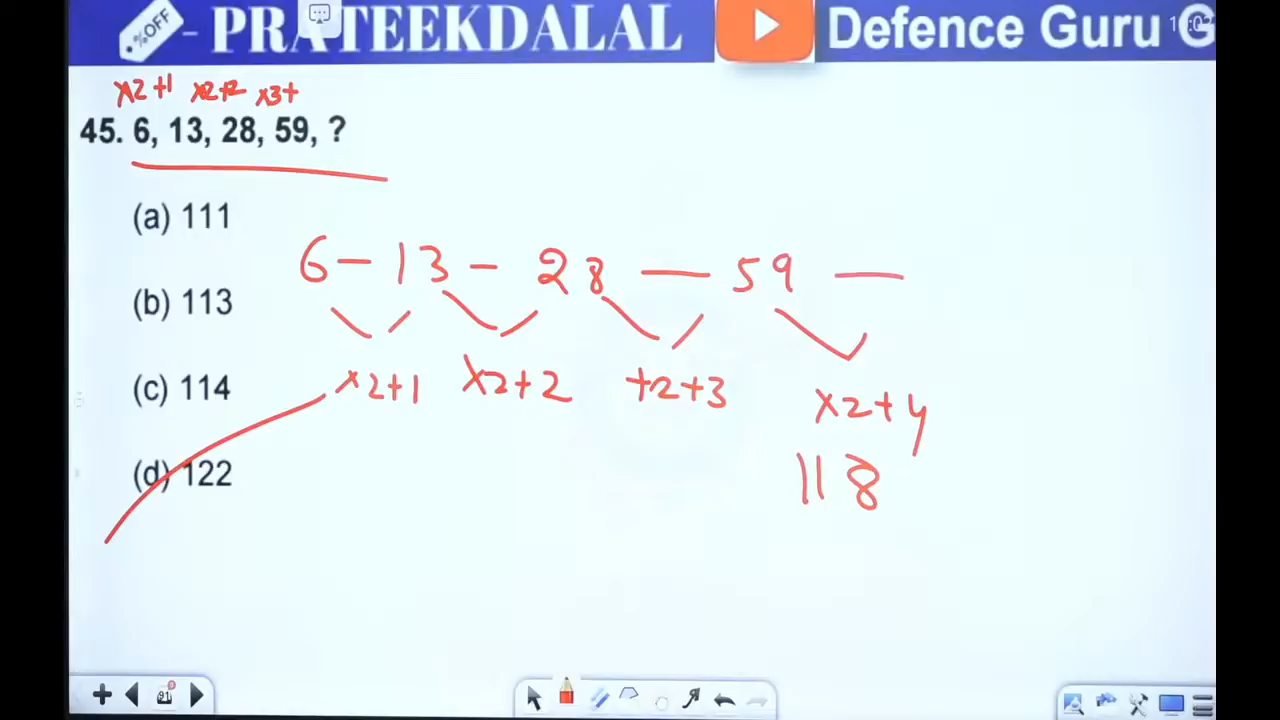 %OFF - PRATEEKDALAL Defence Guru G
x2+1 x2+2 x3+
45. 6, 13, 28, 59, ?
(a) 111
(b) 113
(c) 114
(d) 122
6 - 13 - 28 — 59 —
x2+1 x2+2 +2+3 x2+4
118
91